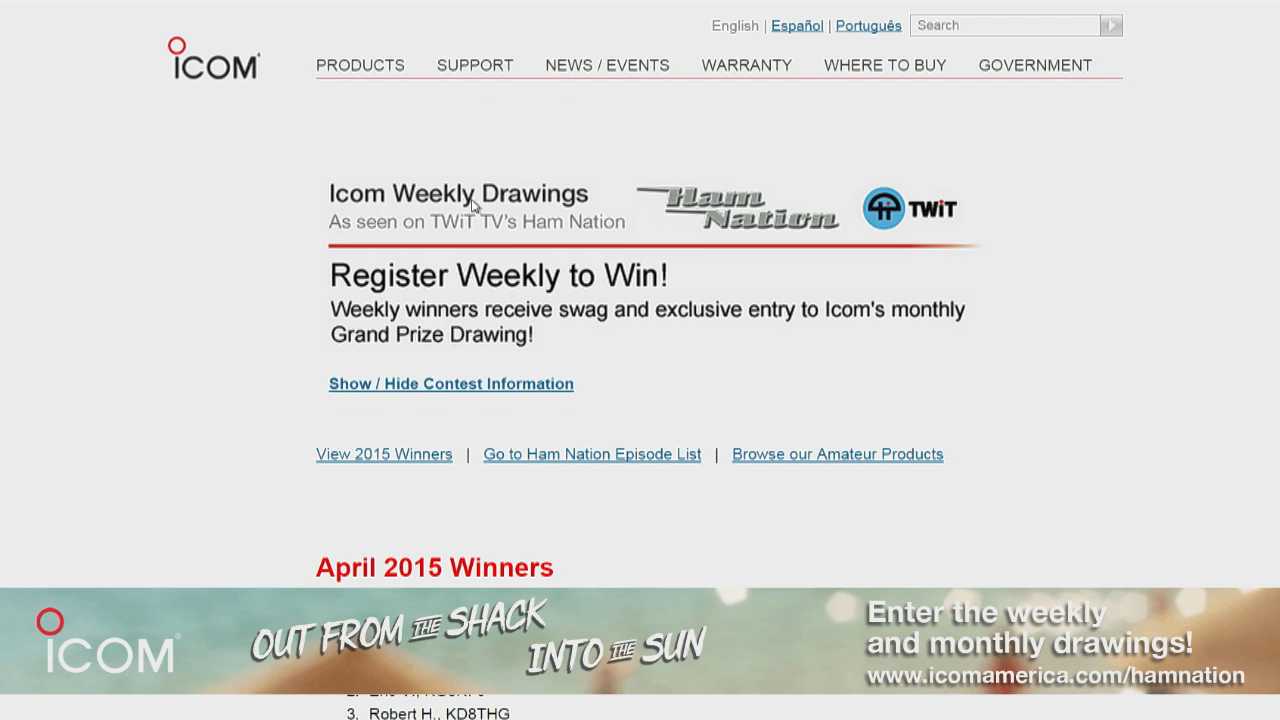 English | Español | Português Search
ICOM
PRODUCTS SUPPORT NEWS / EVENTS WARRANTY WHERE TO BUY GOVERNMENT
Icom Weekly Drawings
As seen on TWiT TV's Ham Nation
Ham Nation
TWiT
Register Weekly to Win!
Weekly winners receive swag and exclusive entry to Icom's monthly
Grand Prize Drawing!
Show / Hide Contest Information
View 2015 Winners | Go to Ham Nation Episode List | Browse our Amateur Products
April 2015 Winners
ICOM
OUT FROM THE SHACK
INTO THE SUN
Enter the weekly
and monthly drawings!
www.icomamerica.com/hamnation
3. Robert H., KD8THG